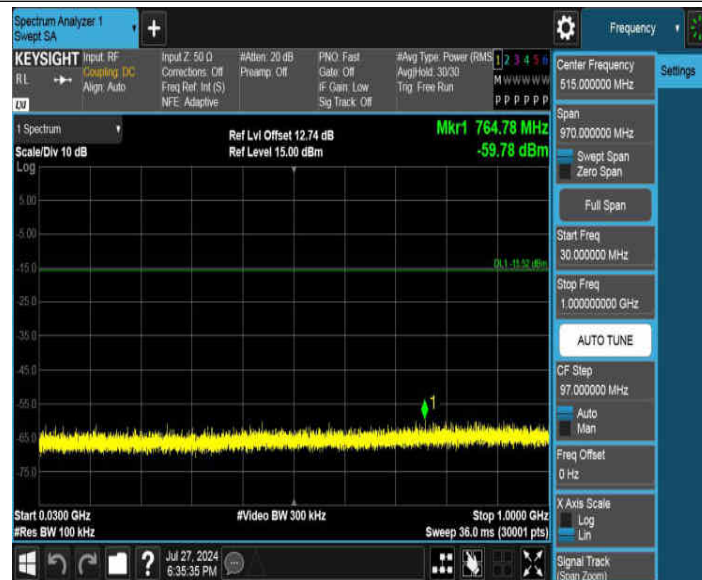 Spectrum Analyzer 1
Swept SA
Frequency
KEYSIGHT
RL
LXI
Input: RF
Coupling: DC
Align: Auto
Input Z: 50 Ω
Corrections: Off
Freq Ref: Int (S)
NFE: Adaptive
#Atten: 20 dB
Preamp: Off
PNO: Fast
Gate: Off
IF Gain: Low
Sig Track: Off
#Avg Type: Power (RMS
Avg|Hold: 30/30
Trig: Free Run
1 2 3 4 5 6
M W W W W W
P P P P P P
1 Spectrum
Scale/Div 10 dB
Log
Ref Lvl Offset 12.74 dB
Ref Level 15.00 dBm
Mkr1 764.78 MHz
-59.78 dBm
5.00
-5.00
-15.0
-25.0
-35.0
-45.0
-55.0
-65.0
-75.0
DL1 -15.52 dBm
1
Start 0.0300 GHz
#Res BW 100 kHz
#Video BW 300 kHz
Stop 1.0000 GHz
Sweep 36.0 ms (30001 pts)
Jul 27, 2024
6:35:35 PM
Center Frequency
515.000000 MHz
Settings
Span
970.000000 MHz
Swept Span
Zero Span
Full Span
Start Freq
30.000000 MHz
Stop Freq
1.000000000 GHz
AUTO TUNE
CF Step
97.000000 MHz
Auto
Man
Freq Offset
0 Hz
X Axis Scale
Log
Lin
Signal Track
(Span Zoom)